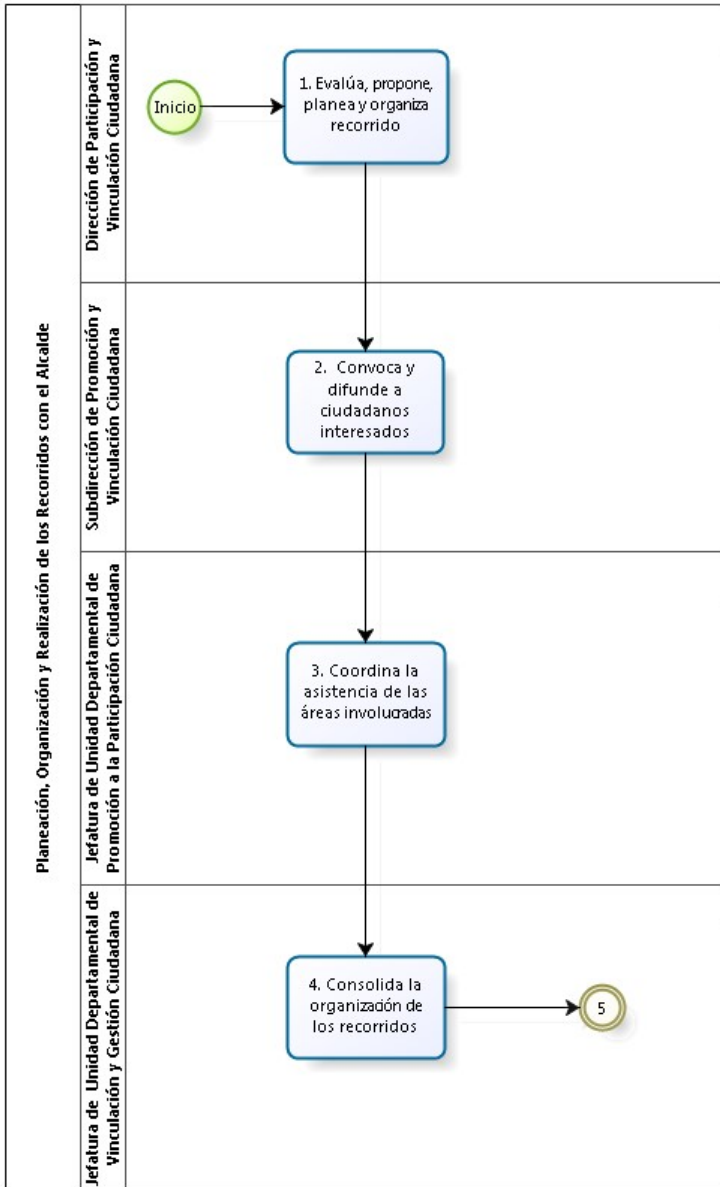 Planeación, Organización y Realización de los Recorridos con el Alcalde
Dirección de Participación y
Vinculación Ciudadana
Inicio
1. Evalúa, propone,
planea y organiza
recorrido
Subdirección de Promoción y
Vinculación Ciudadana
2. Convoca y
difunde a
ciudadanos
interesados
Jefatura de Unidad Departamental de
Promoción a la Participación Ciudadana
3. Coordina la
asistencia de las
áreas involucradas
Jefatura de Unidad Departamental de
Vinculación y Gestión Ciudadana
4. Consolida la
organización de
los recorridos
5